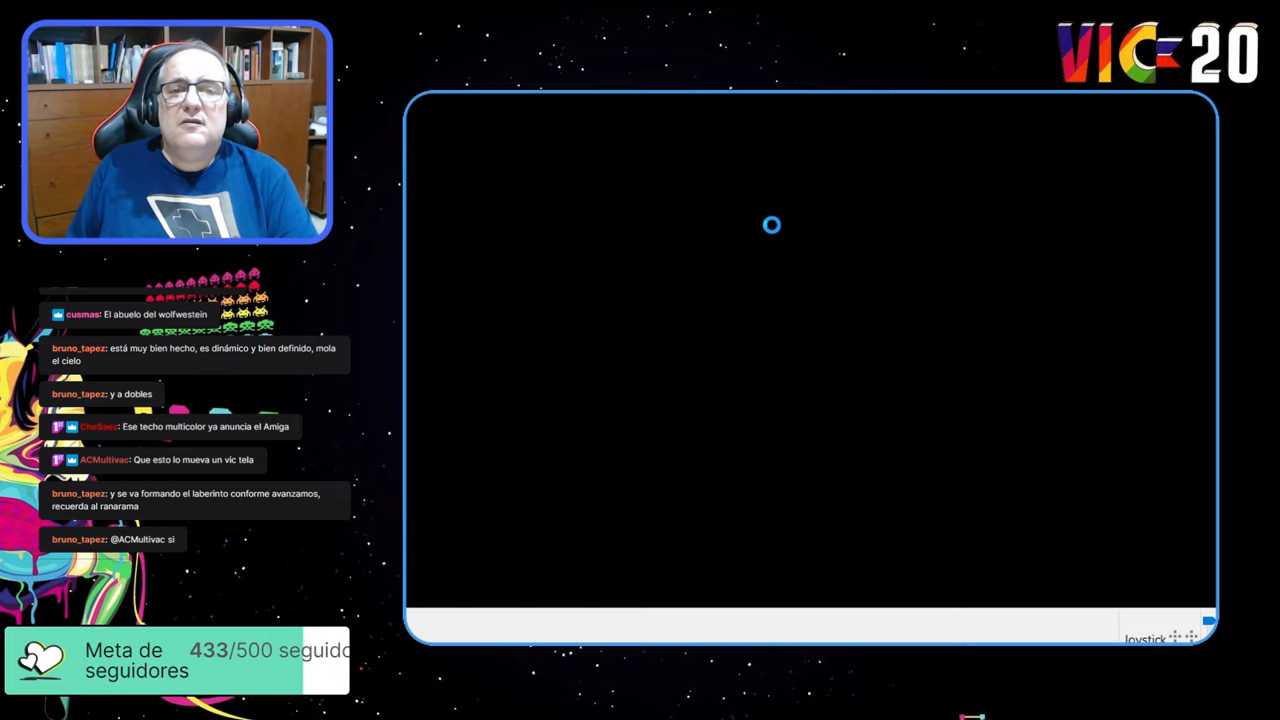 VIC-20
cusmas: El abuelo del wolfwestein
bruno_tapez: está muy bien hecho, es dinámico y bien definido, mola
el cielo
bruno_tapez: y a dobles
CheSaez: Ese techo multicolor ya anuncia el Amiga
ACMultivac: Que esto lo mueva un vic tela
bruno_tapez: y se va formando el laberinto conforme avanzamos,
recuerda al ranarama
bruno_tapez: @ACMultivac si
Meta de
seguidores
433/500 seguido
Joystick